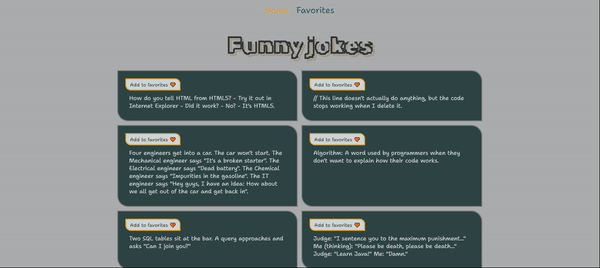 Home Favorites
Funny jokes
Add to favorites
How do you tell HTML from HTML5? - Try it out in
Internet Explorer - Did it work? - No? - It's HTML5.
Add to favorites
// This line doesn't actually do anything, but the code
stops working when I delete it.
Add to favorites
Four engineers get into a car. The car won't start. The
Mechanical engineer says "It's a broken starter". The
Electrical engineer says "Dead battery". The Chemical
engineer says "Impurities in the gasoline". The IT
engineer says "Hey guys, I have an idea: How about
we all get out of the car and get back in".
Add to favorites
Algorithm: A word used by programmers when they
don't want to explain how their code works.
Add to favorites
Two SQL tables sit at the bar. A query approaches and
asks "Can I join you?"
Add to favorites
Judge: "I sentence you to the maximum punishment..."
Me (thinking): "Please be death, please be death..."
Judge: "Learn Java!" Me: "Damn."